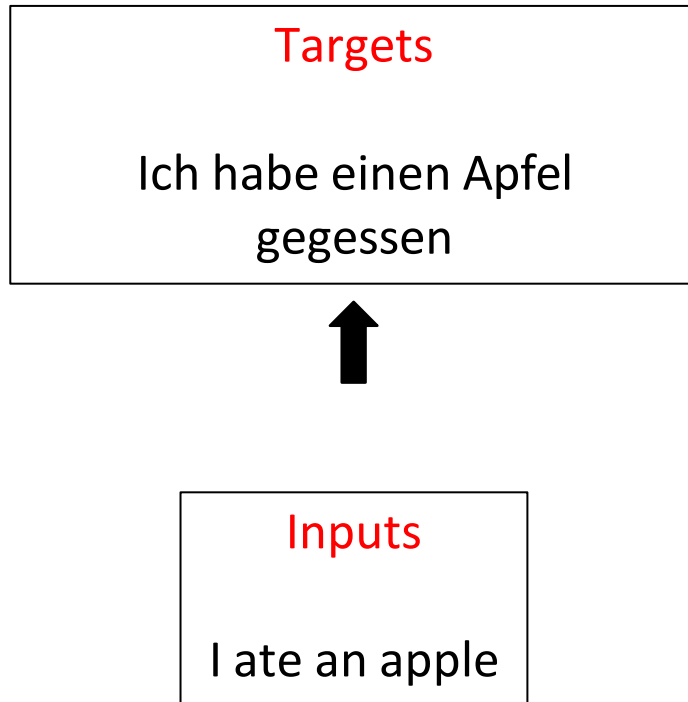 Targets
Ich habe einen Apfel
gegessen
Inputs
I ate an apple